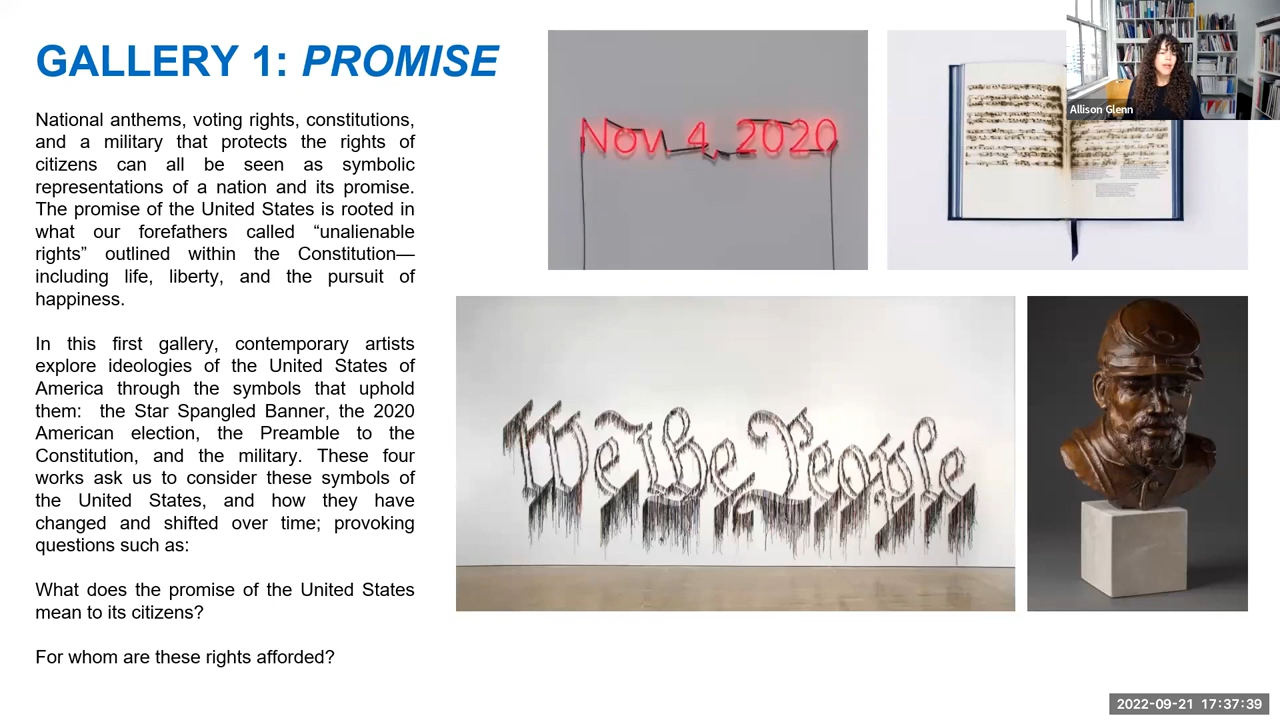 GALLERY 1: PROMISE
National anthems, voting rights, constitutions,
and a military that protects the rights of
citizens can all be seen as symbolic
representations of a nation and its promise.
The promise of the United States is rooted in
what our forefathers called “unalienable
rights” outlined within the Constitution—
including life, liberty, and the pursuit of
happiness.
In this first gallery, contemporary artists
explore ideologies of the United States of
America through the symbols that uphold
them: the Star Spangled Banner, the 2020
American election, the Preamble to the
Constitution, and the military. These four
works ask us to consider these symbols of
the United States, and how they have
changed and shifted over time; provoking
questions such as:
What does the promise of the United States
mean to its citizens?
For whom are these rights afforded?
Nov 4, 2020
Allison Glenn
We The People
2022-09-21 17:37:39